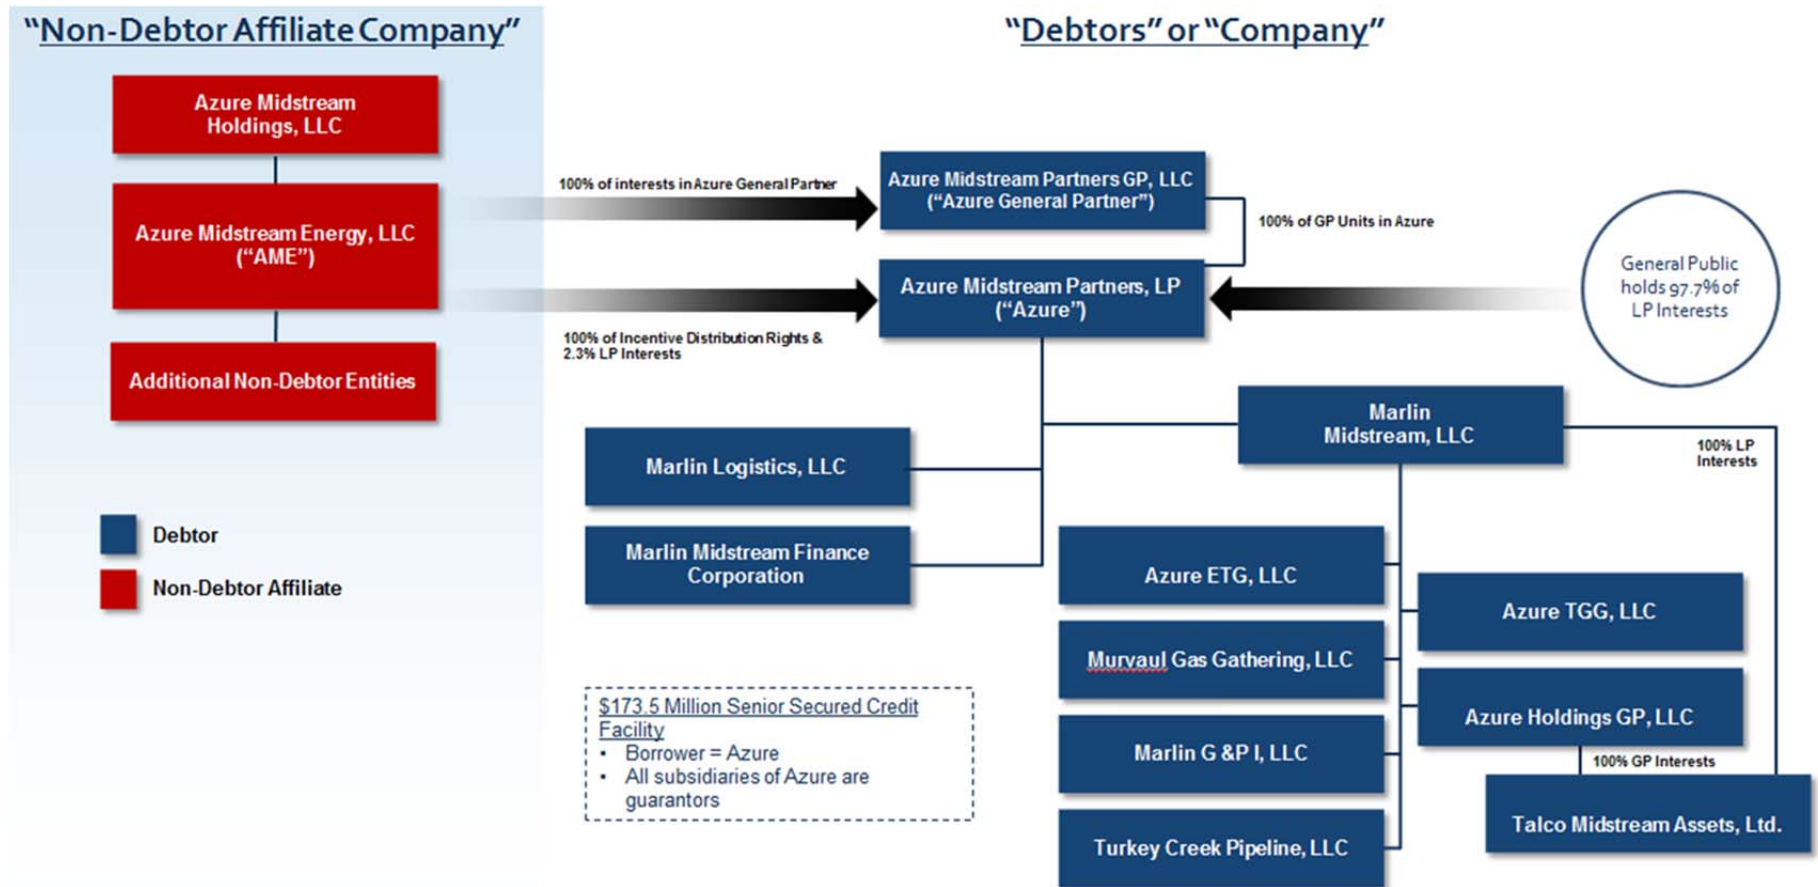 “Non-Debtor Affiliate Company”
Azure Midstream
Holdings, LLC
Azure Midstream Energy, LLC
(“AME”)
Additional Non-Debtor Entities
Debtor
Non-Debtor Affiliate
“Debtors” or “Company”
100% of interests in Azure General Partner
Azure Midstream Partners GP, LLC
(“Azure General Partner”)
100% of GP Units in Azure
Azure Midstream Partners, LP
(“Azure”)
100% of Incentive Distribution Rights &
2.3% LP Interests
General Public
holds 97.7% of
LP Interests
Marlin
Midstream, LLC
100% LP
Interests
Marlin Logistics, LLC
Marlin Midstream Finance
Corporation
Azure ETG, LLC
Azure TGG, LLC
Murvaul Gas Gathering, LLC
Azure Holdings GP, LLC
Marlin G &P I, LLC
100% GP Interests
Talco Midstream Assets, Ltd.
Turkey Creek Pipeline, LLC
$173.5 Million Senior Secured Credit
Facility
• Borrower = Azure
• All subsidiaries of Azure are
guarantors